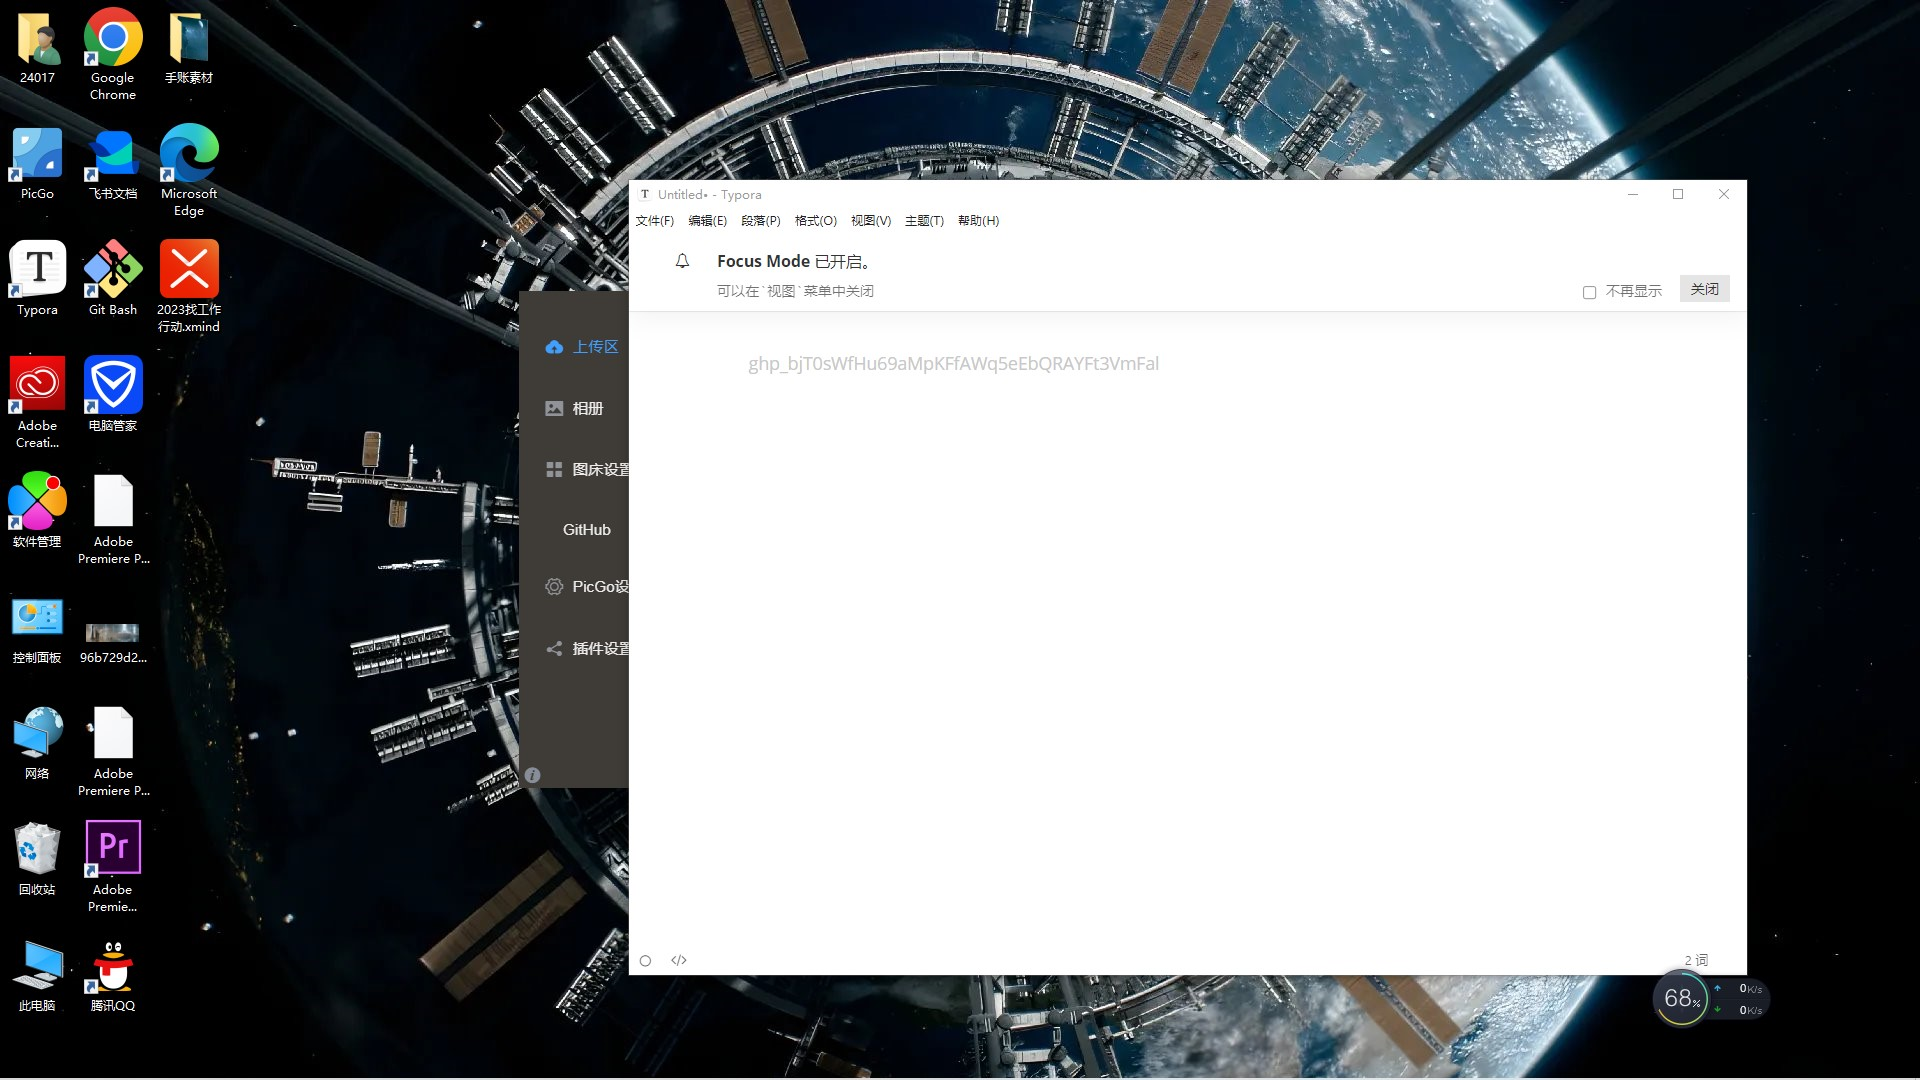 24017
Google
Chrome
手账素材
PicGo
飞书文档
Microsoft
Edge
Typora
Git Bash
2023找工作
行动.xmind
Adobe
Creati...
电脑管家
软件管理
Adobe
Premiere P...
控制面板
96b729d2...
网络
Adobe
Premiere P...
回收站
Pr
Adobe
Premie...
此电脑
腾讯QQ
上传区
相册
图床设置
GitHub
PicGo设
插件设置
Untitled• - Typora
文件(F) 编辑(E) 段落(P) 格式(O) 视图(V) 主题(T) 帮助(H)
Focus Mode 已开启。
可以在`视图`菜单中关闭
不再显示
关闭
2 词
68%
0K/s
0K/s